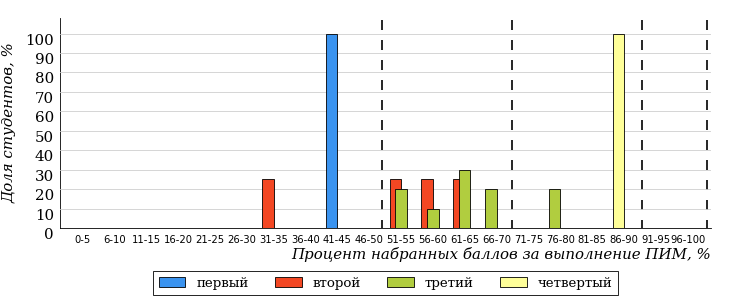 Доля студентов, %
100
90
80
70
60
50
40
30
20
10
0
0-5 6-10 11-15 16-20 21-25 26-30 31-35 36-40 41-45 46-50 51-55 56-60 61-65 66-70 71-75 76-80 81-85 86-90 91-95 96-100
Процент набранных баллов за выполнение ПИМ, %
первый второй третий четвертый